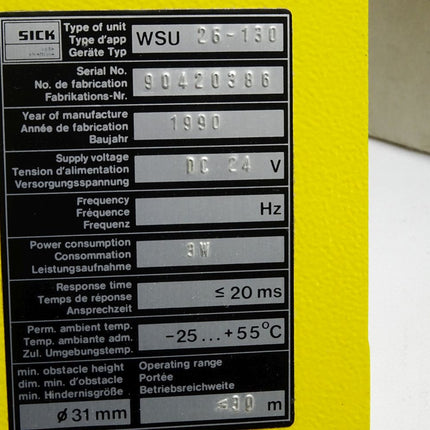 SICK
Type of unit
Type d'app
Geräte Typ
WSU 26-130
Serial No.
No. de fabrication
Fabrikations-Nr.
90420386
Year of manufacture
Année de fabrication
Baujahr
1990
Supply voltage
Tension d'alimentation
Versorgungsspannung
DC 24 V
Frequency
Fréquence
Frequenz
Hz
Power consumption
Consommation
Leistungsaufnahme
8W
Response time
Temps de réponse
Ansprechzeit
≤ 20 ms
Perm. ambient temp.
Temp. ambiante adm.
Zul. Umgebungstemp.
-25...+55°C
min. obstacle height
dim. min. d'obstacle
min. Hindernisgröße
ø 31 mm
Operating range
Portée
Betriebsreichweite
m